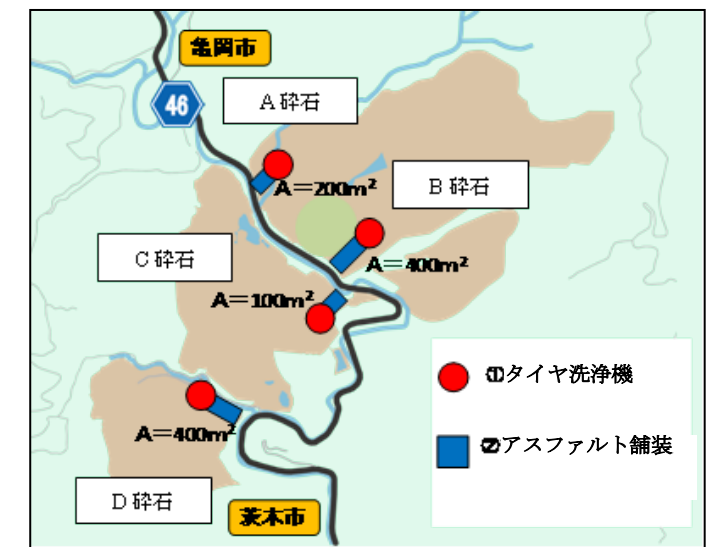 亀岡市
46
A砕石
A=200m²
B砕石
A=400m²
C砕石
A=100m²
①タイヤ洗浄機
A=400m²
②アスファルト舗装
D砕石
茨木市